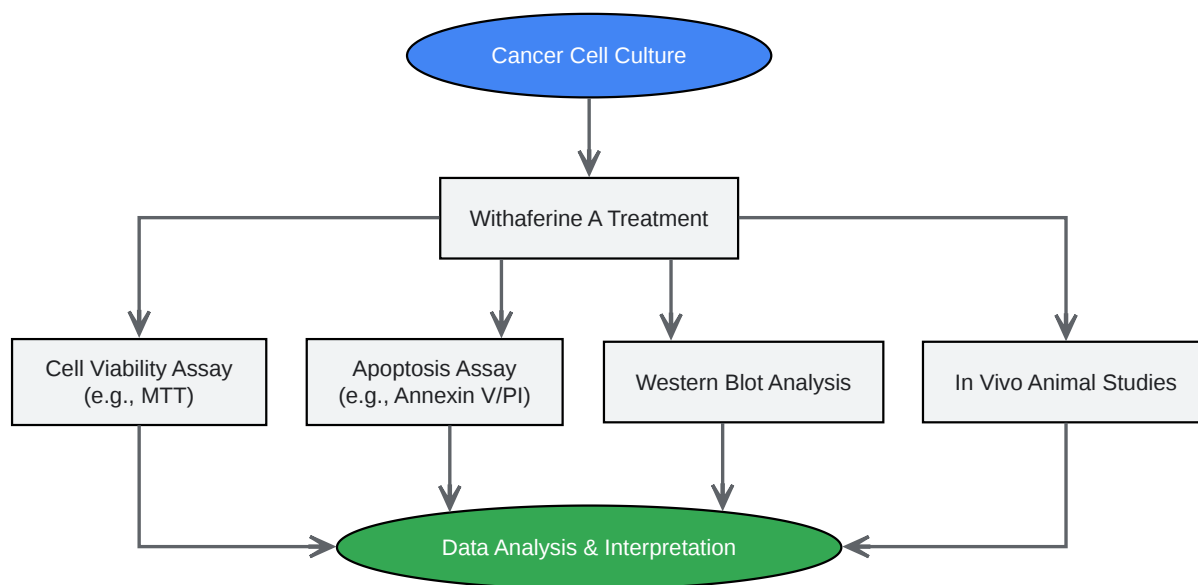 Cancer Cell Culture
Withaferine A Treatment
Cell Viability Assay
(e.g., MTT)
Apoptosis Assay
(e.g., Annexin V/PI)
Western Blot Analysis
In Vivo Animal Studies
Data Analysis & Interpretation